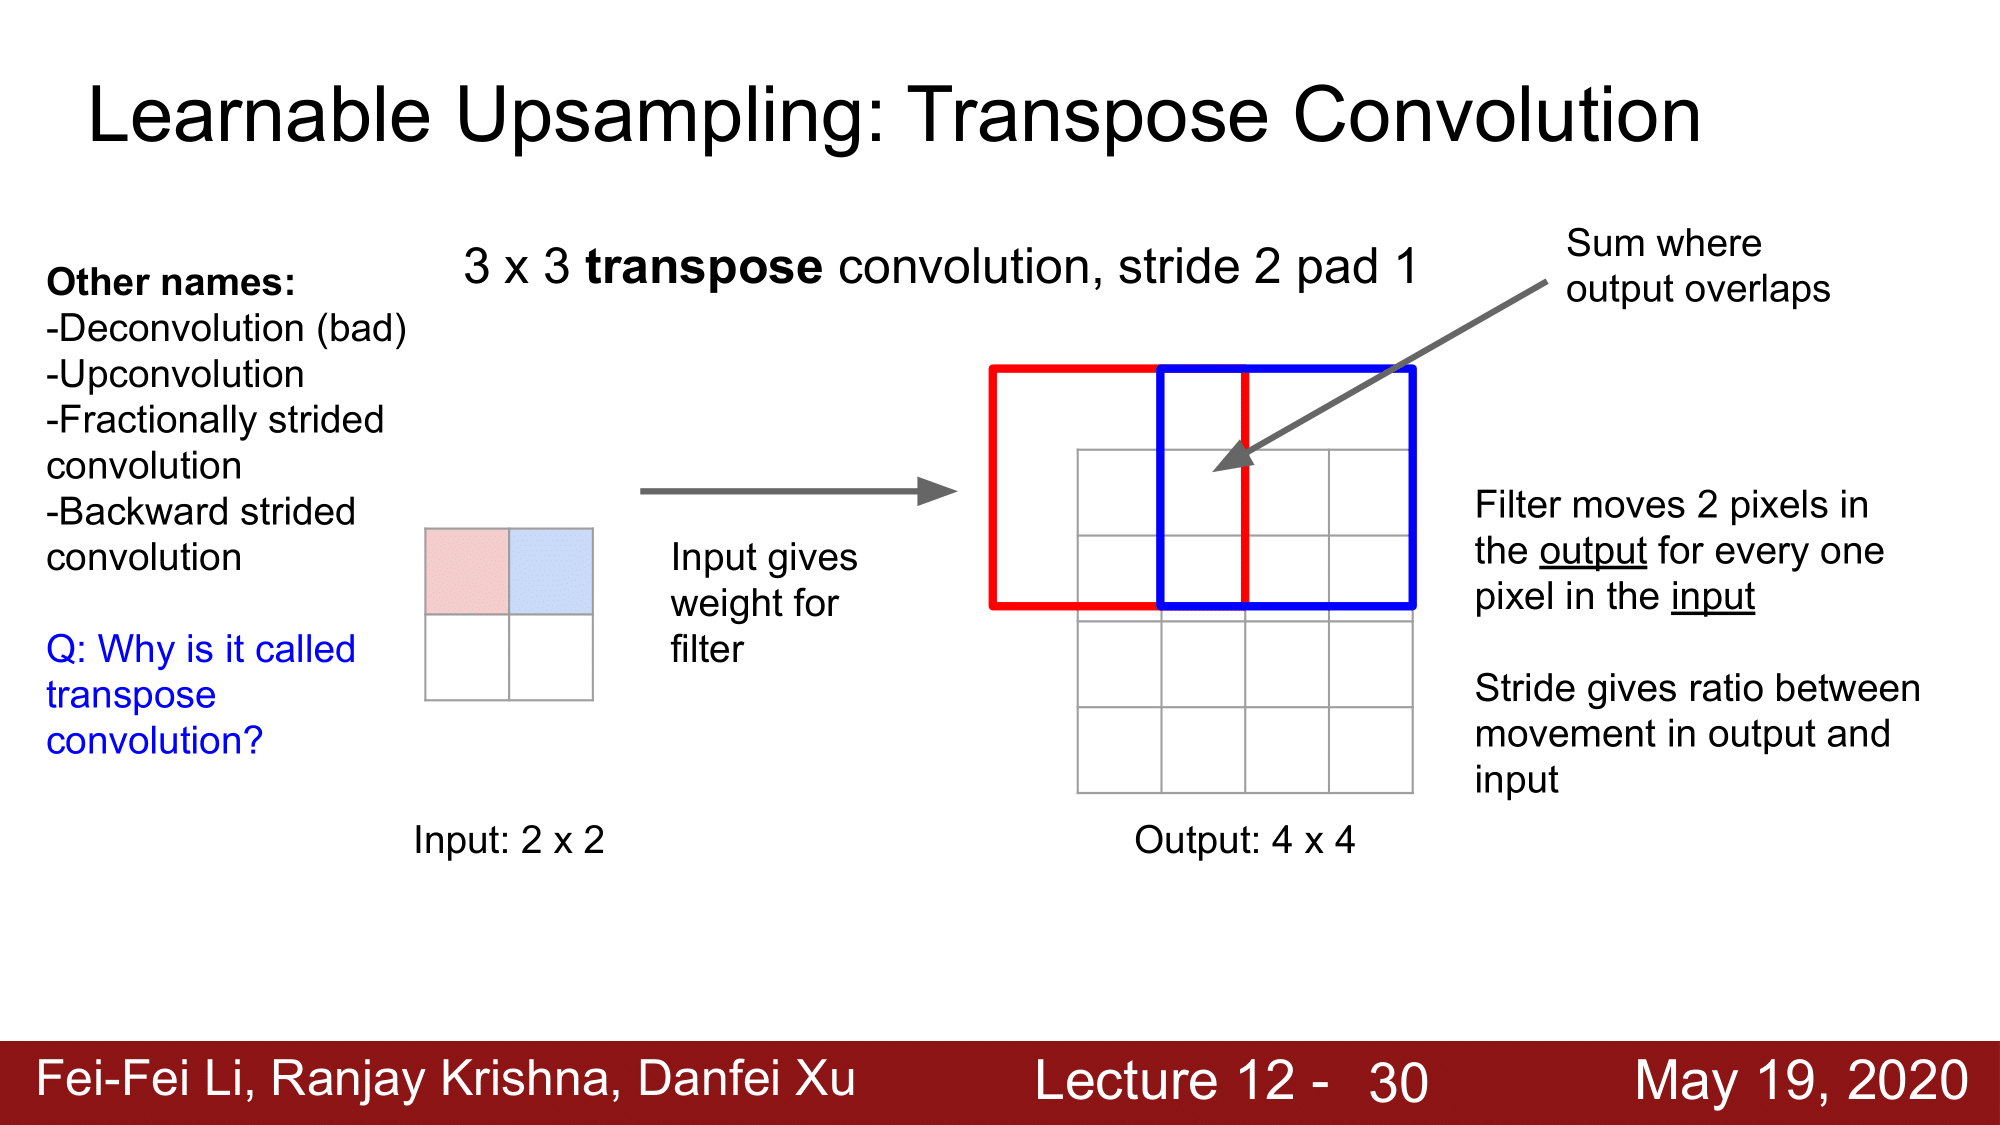 Learnable Upsampling: Transpose Convolution
Other names:
-Deconvolution (bad)
-Upconvolution
-Fractionally strided
convolution
-Backward strided
convolution
Q: Why is it called
transpose
convolution?
3 x 3 transpose convolution, stride 2 pad 1
Input: 2 x 2
Input gives
weight for
filter
Output: 4 x 4
Sum where
output overlaps
Filter moves 2 pixels in
the output for every one
pixel in the input
Stride gives ratio between
movement in output and
input
Fei-Fei Li, Ranjay Krishna, Danfei Xu
Lecture 12 - 30
May 19, 2020